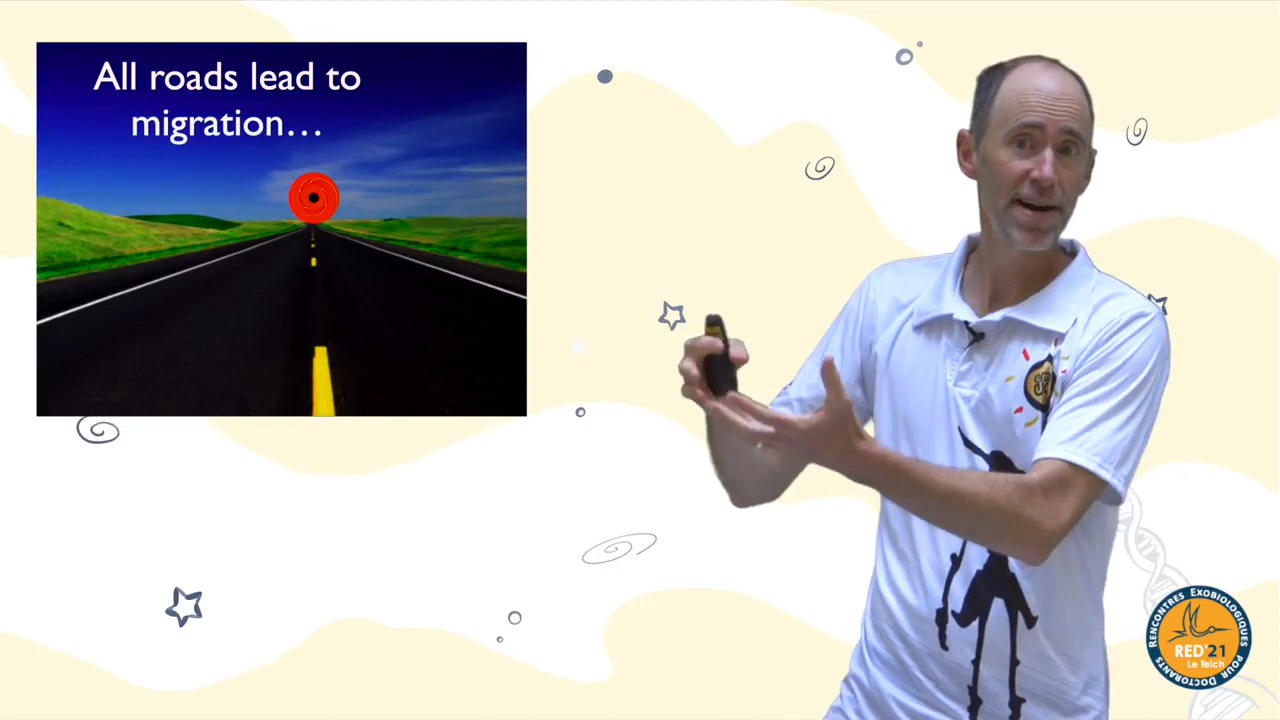 All roads lead to
migration…
RENCONTRES EXOBIOLOGIQUES
POUR DOCTORANTS
RED'21
Le Teich